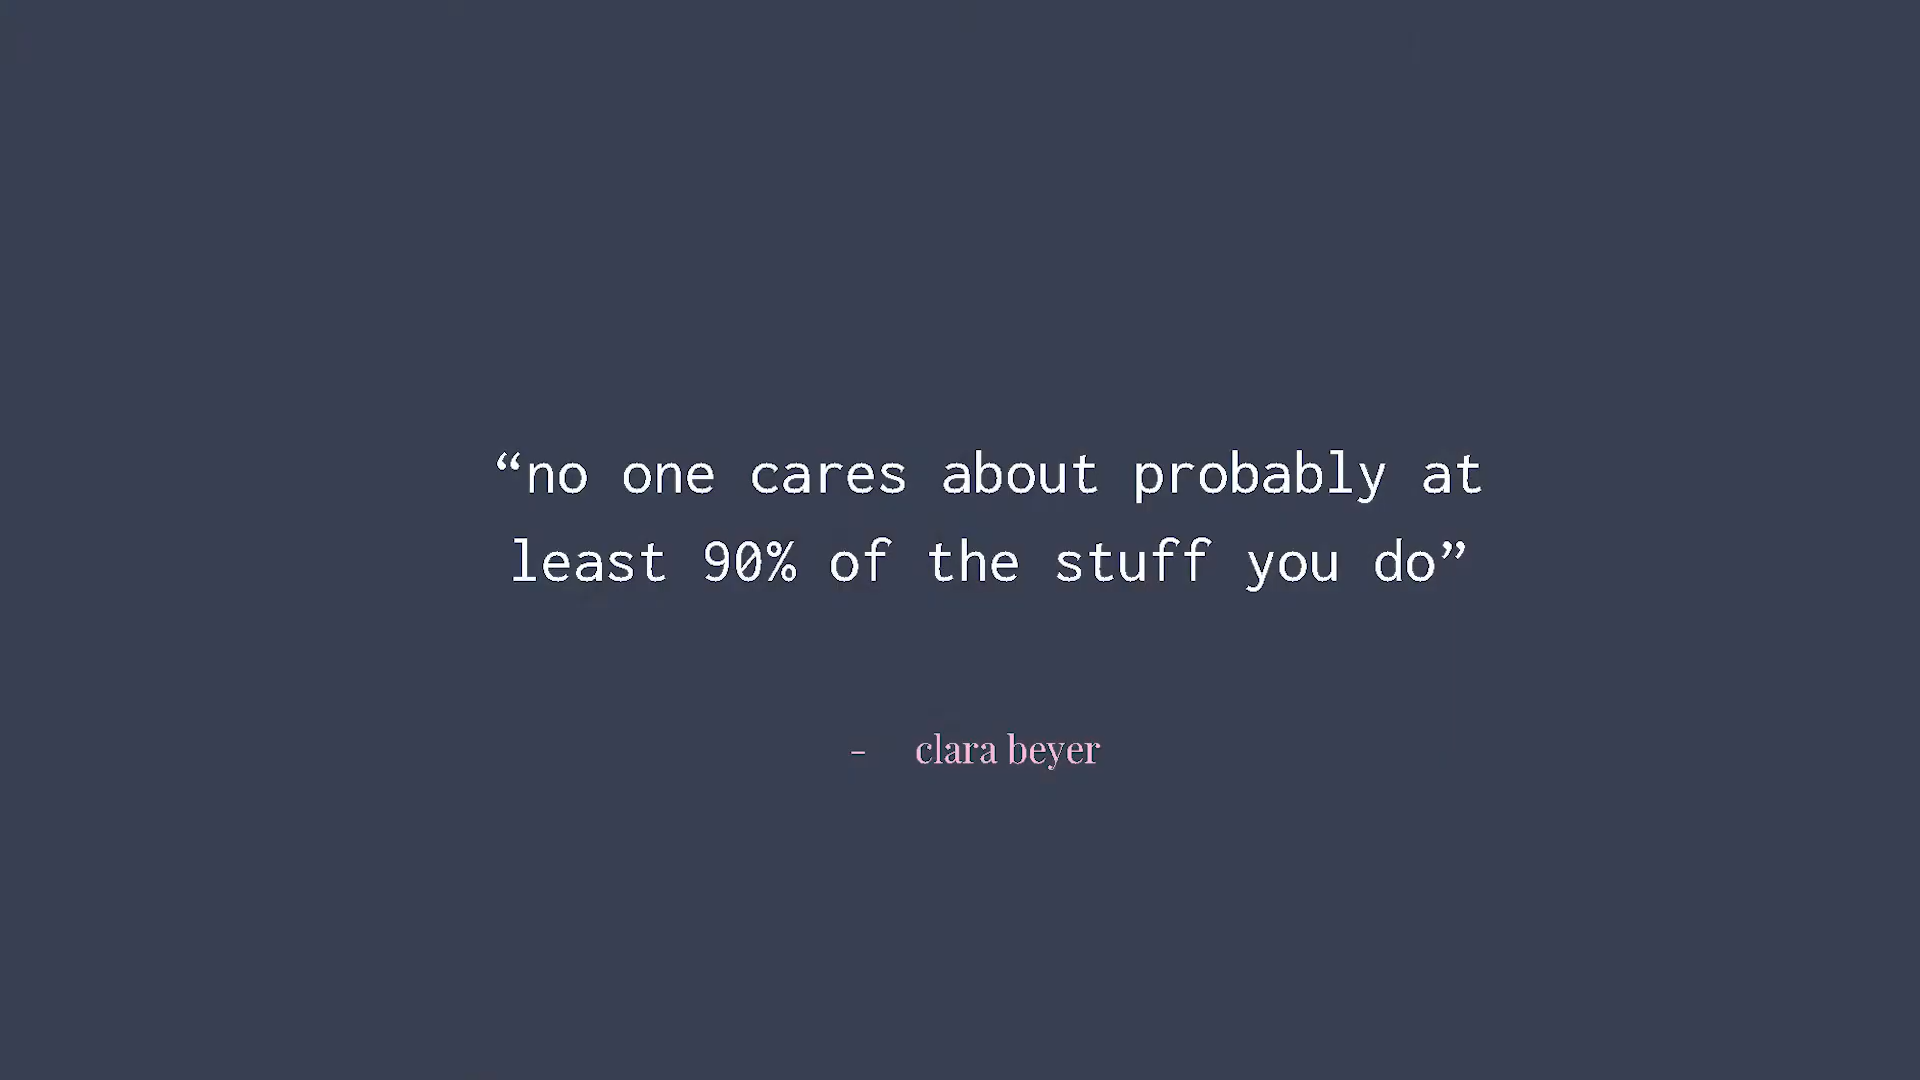 “no one cares about probably at
least 90% of the stuff you do”
- clara beyer